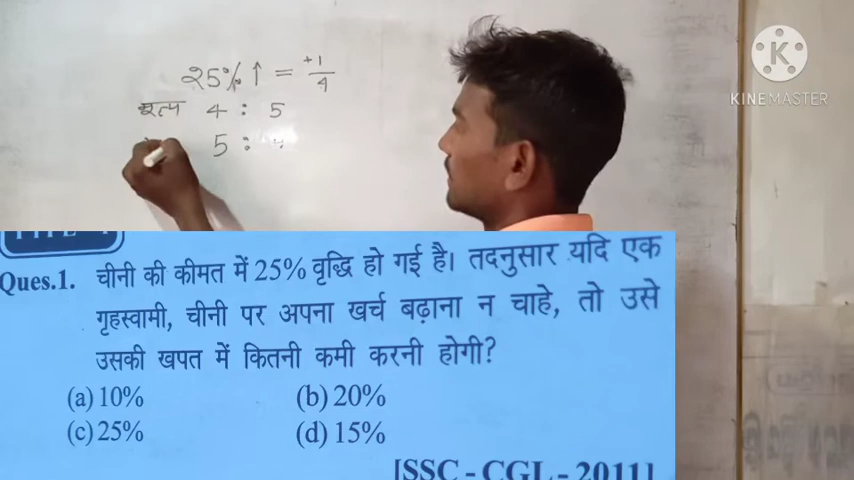 25% ↑ = +1/4
मूल्य 4 : 5
5 :
KINEMASTER
Ques.1. चीनी की कीमत में 25% वृद्धि हो गई है। तदनुसार यदि एक
गृहस्वामी, चीनी पर अपना खर्च बढ़ाना न चाहे, तो उसे
उसकी खपत में कितनी कमी करनी होगी?
(a) 10% (b) 20%
(c) 25% (d) 15%
[SSC - CGL - 2011]